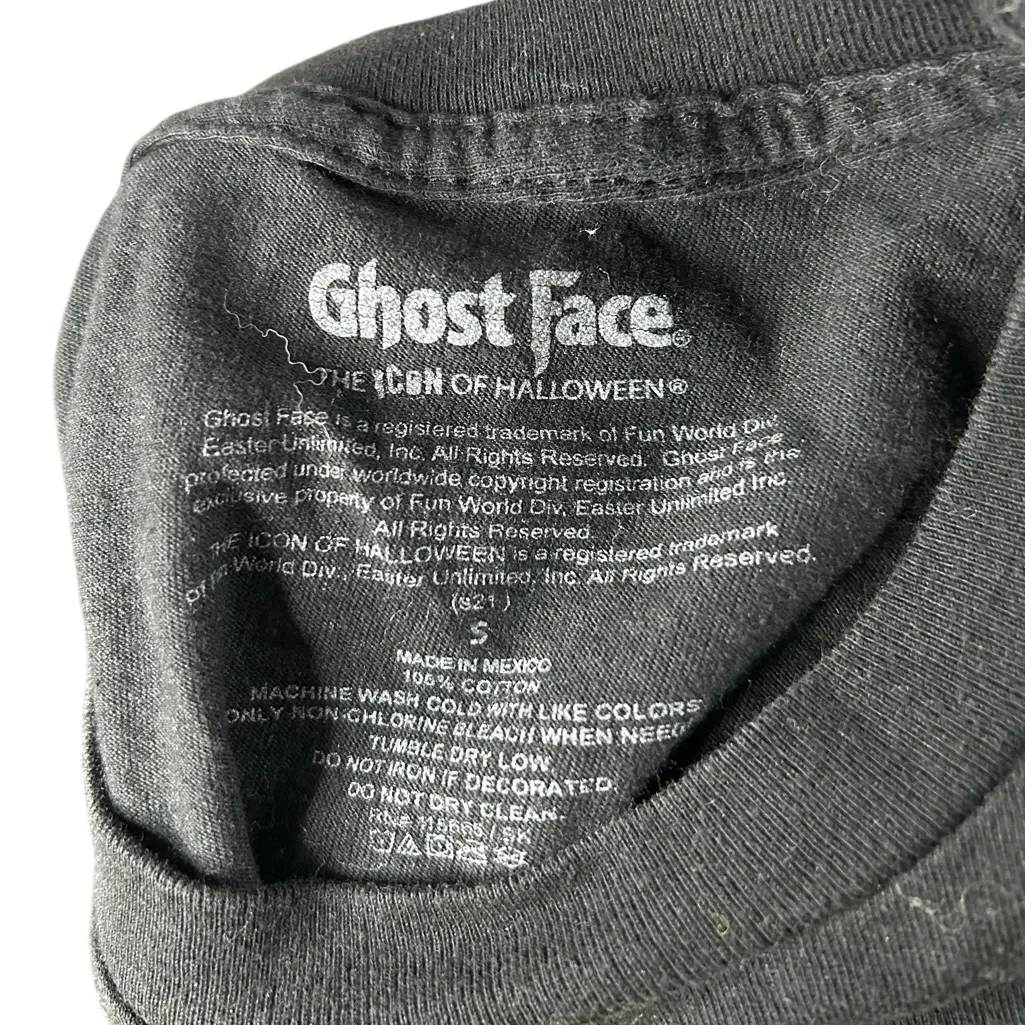 Ghost Face®
THE ICON OF HALLOWEEN®
Ghost Face is a registered trademark of Fun World Div.
Easter Unlimited, Inc. All Rights Reserved. Ghost Face
protected under worldwide copyright registration and is the
exclusive property of Fun World Div. Easter Unlimited Inc.
All Rights Reserved.
THE ICON OF HALLOWEEN is a registered trademark
of World Div., Easter Unlimited, Inc. All Rights Reserved.
(s21)
S
MADE IN MEXICO
100% COTTON
MACHINE WASH COLD WITH LIKE COLORS
ONLY NON-CHLORINE BLEACH WHEN NEED
TUMBLE DRY LOW
DO NOT IRON IF DECORATED.
DO NOT DRY CLEAN.